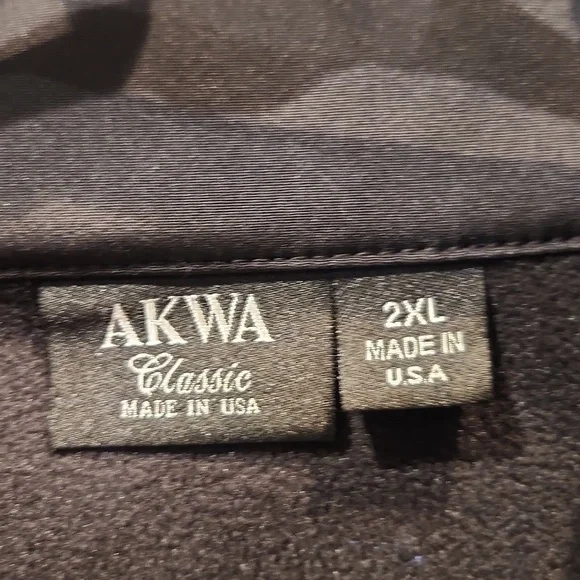 AKWA
Classic
MADE IN USA
2XL
MADE IN
U.S.A